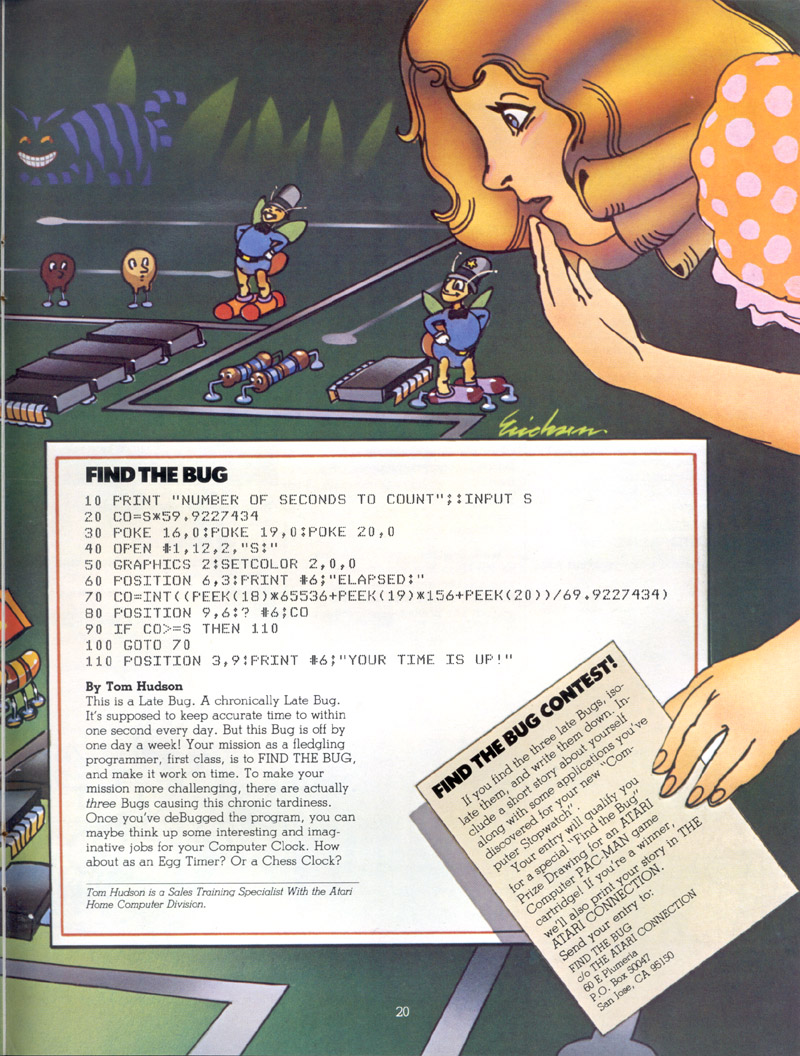 Erichsen
FIND THE BUG
10 PRINT "NUMBER OF SECONDS TO COUNT";:INPUT S
20 CO=S*59.9227434
30 POKE 16,0:POKE 19,0:POKE 20,0
40 OPEN #1,12,2,"S:"
50 GRAPHICS 2:SETCOLOR 2,0,0
60 POSITION 6,3:PRINT #6;"ELAPSED:"
70 CO=INT((PEEK(18)*65536+PEEK(19)*156+PEEK(20))/69.9227434)
80 POSITION 9,6:? #6;CO
90 IF CO>=S THEN 110
100 GOTO 70
110 POSITION 3,9:PRINT #6;"YOUR TIME IS UP!"
By Tom Hudson
This is a Late Bug. A chronically Late Bug.
It's supposed to keep accurate time to within
one second every day. But this Bug is off by
one day a week! Your mission as a fledgling
programmer, first class, is to FIND THE BUG,
and make it work on time. To make your
mission more challenging, there are actually
three Bugs causing this chronic tardiness.
Once you've deBugged the program, you can
maybe think up some interesting and imag-
inative jobs for your Computer Clock. How
about as an Egg Timer? Or a Chess Clock?
Tom Hudson is a Sales Training Specialist With the Atari
Home Computer Division.
FIND THE BUG CONTEST!
If you find the three late Bugs, iso-
late them, and write them down. In-
clude a short story about yourself
along with some applications you've
discovered for your new "Com-
puter Stopwatch".
Your entry will qualify you
for a special "Find the Bug"
Prize Drawing for an ATARI
Computer PAC-MAN game
cartridge! If you're a winner,
we'll also print your story in THE
ATARI CONNECTION.
Send your entry to:
FIND THE BUG
c/o THE ATARI CONNECTION
60 E Plumeria
P.O. Box 50047
San Jose, CA 95150
20